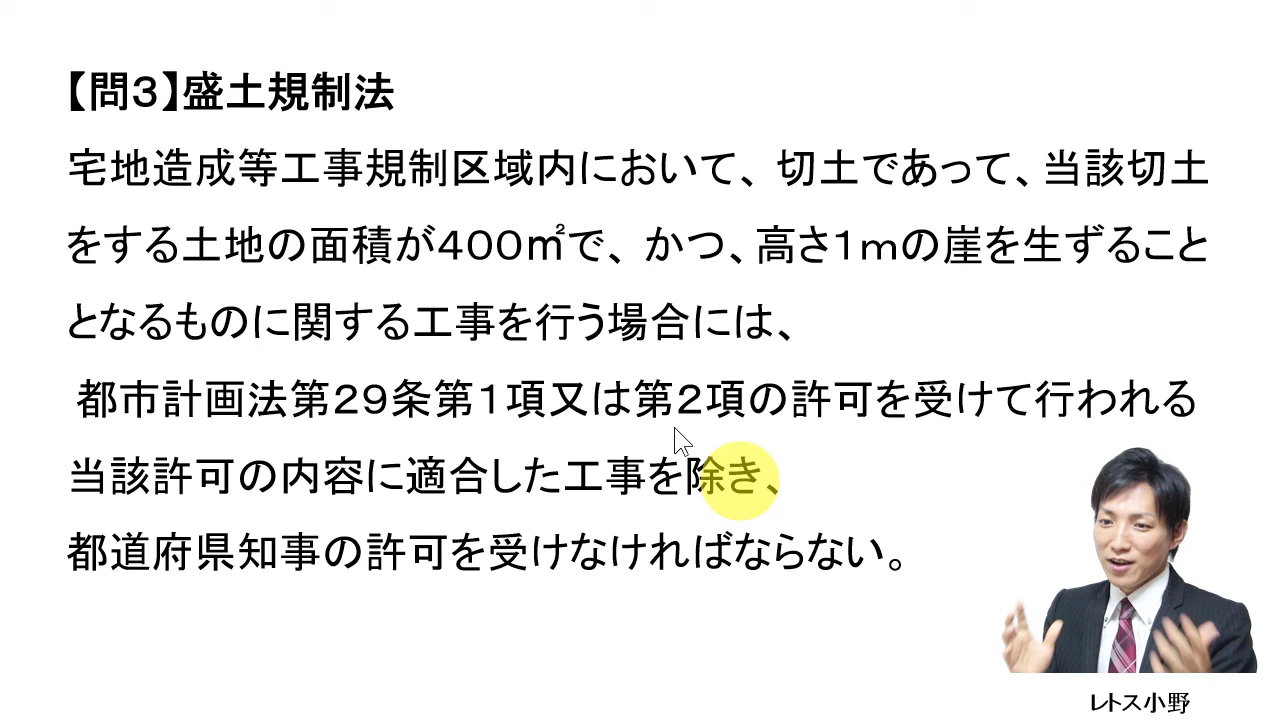 【問３】盛土規制法
宅地造成等工事規制区域内において、切土であって、当該切土
をする土地の面積が４００㎡で、かつ、高さ１ｍの崖を生ずること
となるものに関する工事を行う場合には、
都市計画法第２９条第１項又は第２項の許可を受けて行われる
当該許可の内容に適合した工事を除き、
都道府県知事の許可を受けなければならない。
レトス小野